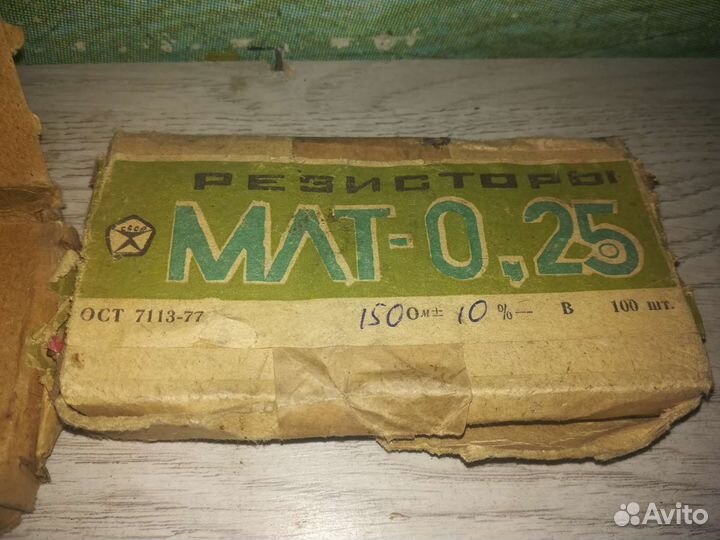 РЕЗИСТОРЫ
СССР
МЛТ-0,25
ОСТ 7113-77 150 Ом ± 10 %— В 100 шт.
Avito